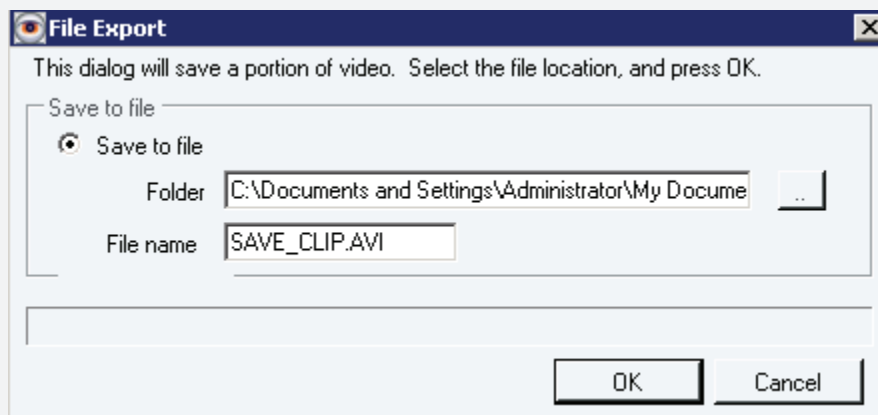 File Export
This dialog will save a portion of video. Select the file location, and press OK.
Save to file
Save to file
Folder C:\Documents and Settings\Administrator\My Docume ..
File name SAVE_CLIP.AVI
OK Cancel